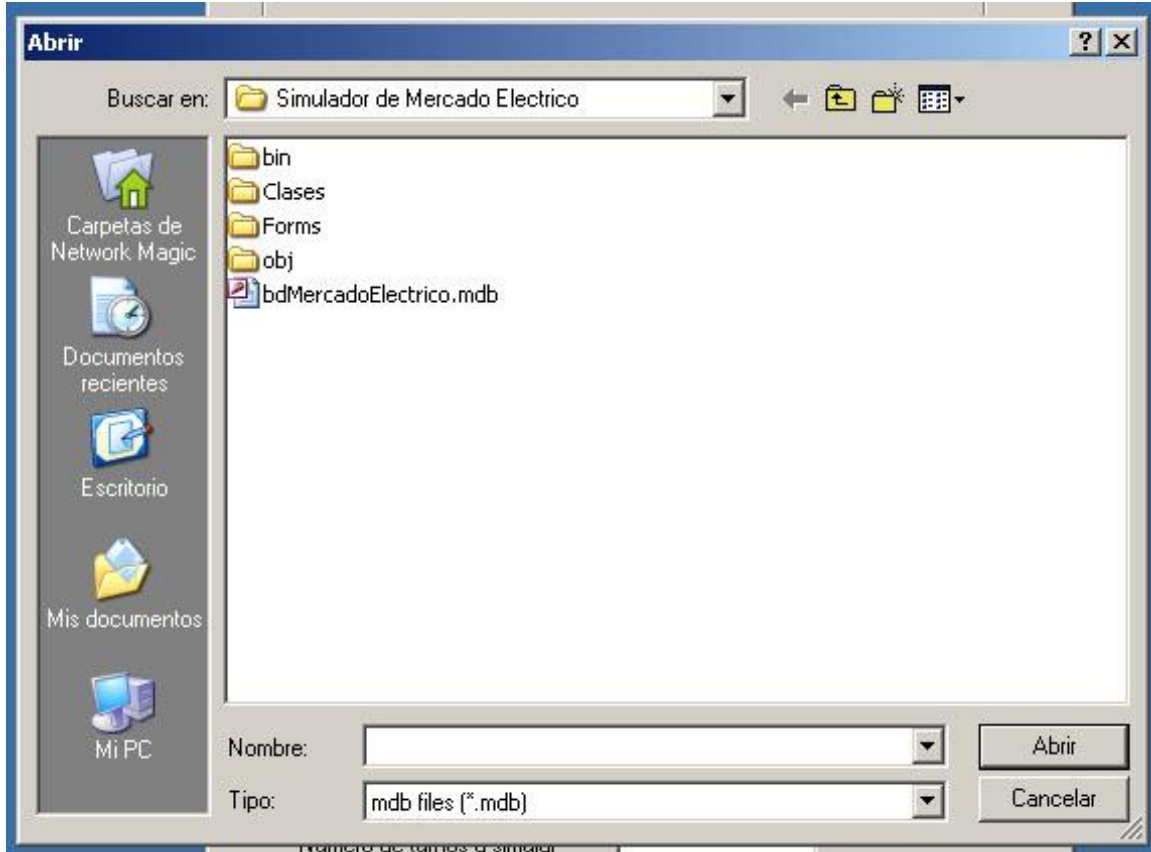 Abrir
Buscar en:
Simulador de Mercado Electrico
Carpetas de
Network Magic
Documentos
recientes
Escritorio
Mis documentos
Mi PC
bin
Clases
Forms
obj
bdMercadoElectrico.mdb
Nombre:
Abrir
Tipo:
mdb files (*.mdb)
Cancelar